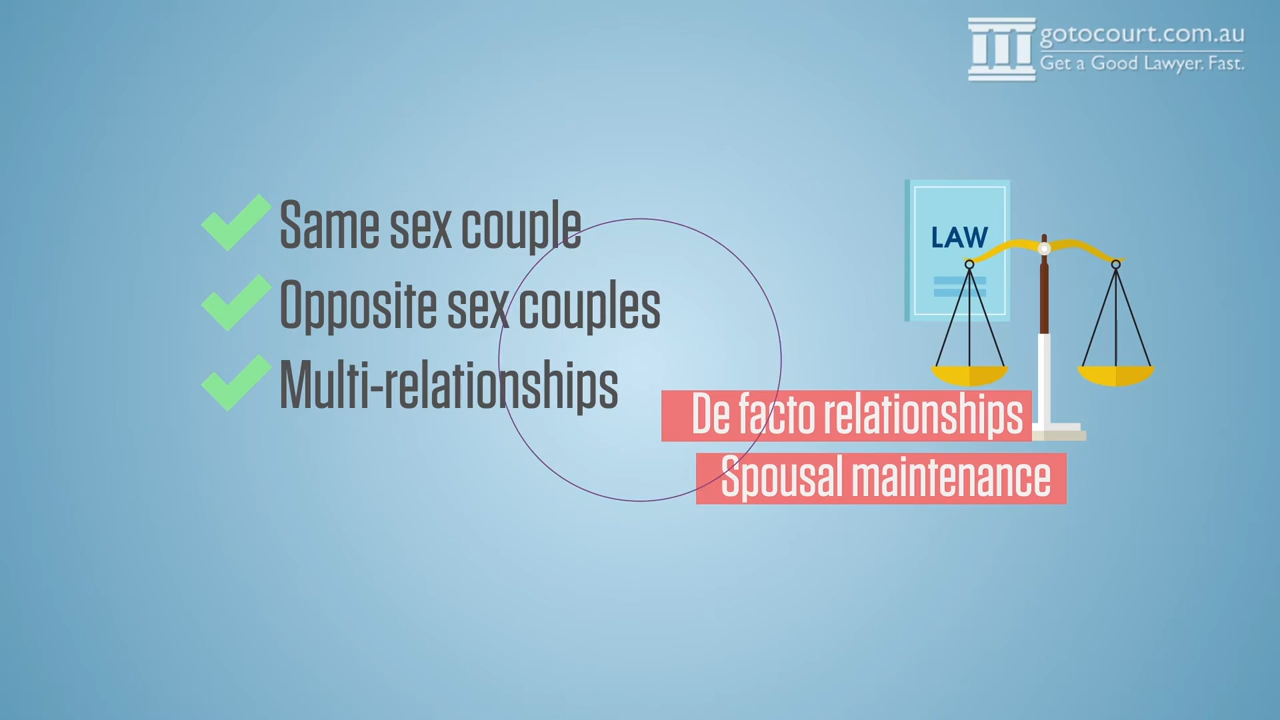 gotocourt.com.au
Get a Good Lawyer. Fast.
Same sex couple
Opposite sex couples
Multi-relationships
LAW
De facto relationships
Spousal maintenance